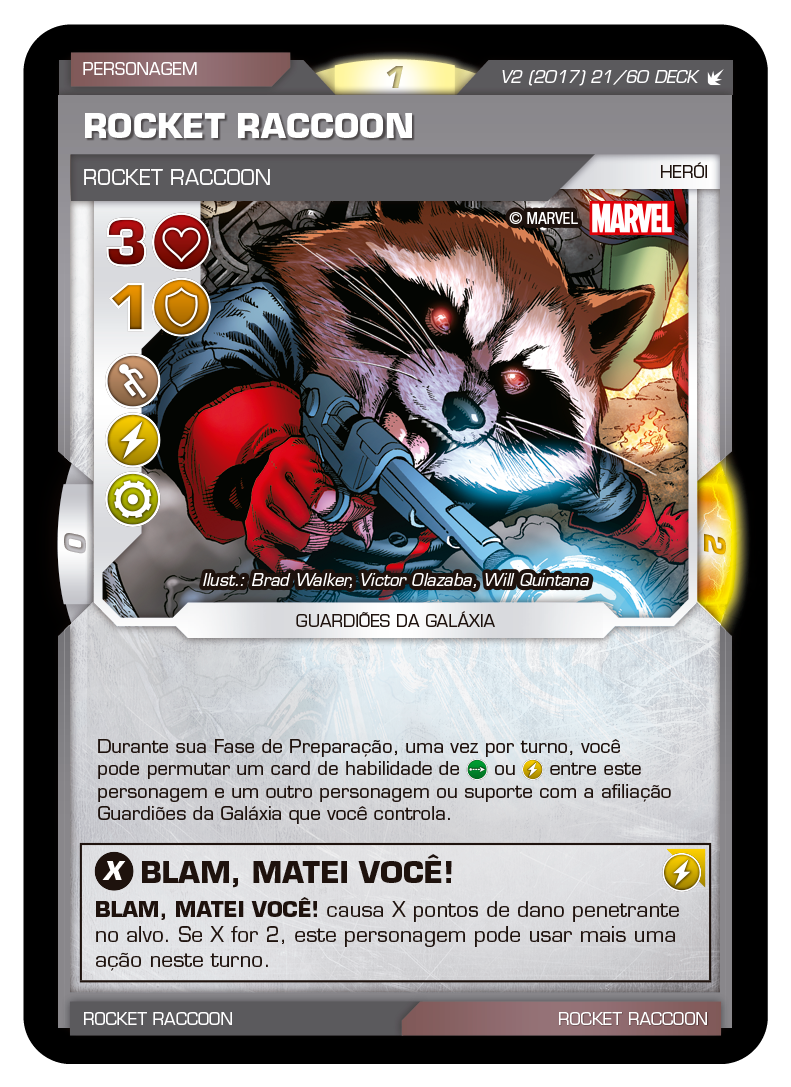 PERSONAGEM
1
V2 (2017) 21/60 DECK
ROCKET RACCOON
ROCKET RACCOON
HERÓI
© MARVEL MARVEL
3
1
0
2
Ilust.: Brad Walker, Victor Olazaba, Will Quintana
GUARDIÕES DA GALÁXIA
Durante sua Fase de Preparação, uma vez por turno, você
pode permutar um card de habilidade de ou entre este
personagem e um outro personagem ou suporte com a afiliação
Guardiões da Galáxia que você controla.
X BLAM, MATEI VOCÊ!
BLAM, MATEI VOCÊ! causa X pontos de dano penetrante
no alvo. Se X for 2, este personagem pode usar mais uma
ação neste turno.
ROCKET RACCOON
ROCKET RACCOON